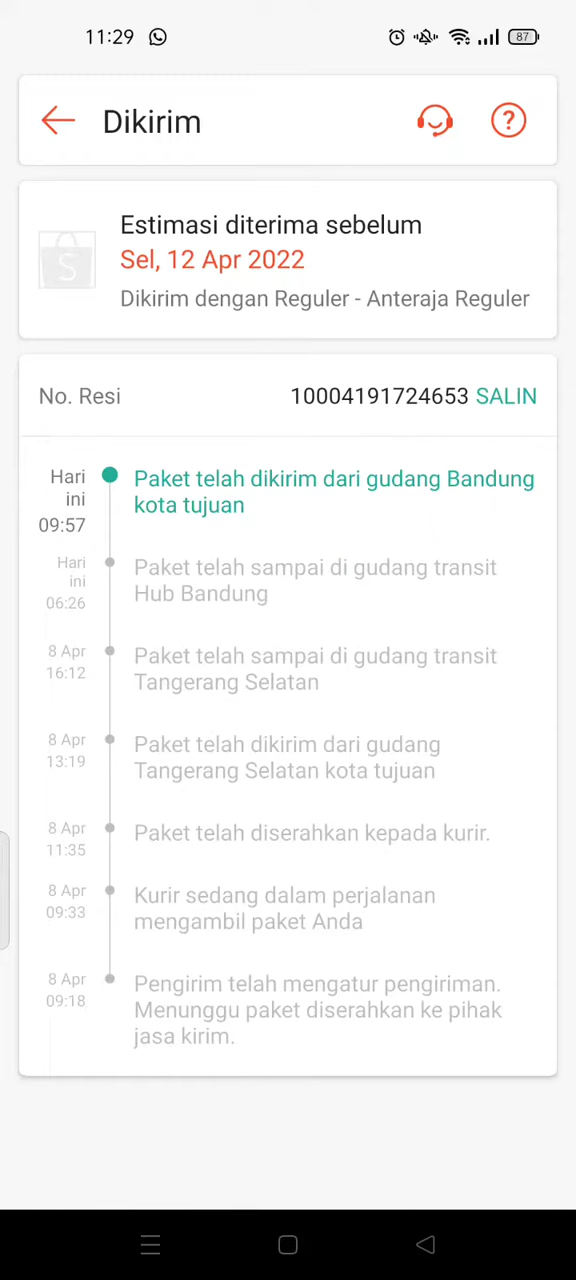 11:29
87
Dikirim
?
Estimasi diterima sebelum
Sel, 12 Apr 2022
Dikirim dengan Reguler - Anteraja Reguler
S
No. Resi 10004191724653 SALIN
Hari
ini
09:57
Paket telah dikirim dari gudang Bandung
kota tujuan
Hari
ini
06:26
Paket telah sampai di gudang transit
Hub Bandung
8 Apr
16:12
Paket telah sampai di gudang transit
Tangerang Selatan
8 Apr
13:19
Paket telah dikirim dari gudang
Tangerang Selatan kota tujuan
8 Apr
11:35
Paket telah diserahkan kepada kurir.
8 Apr
09:33
Kurir sedang dalam perjalanan
mengambil paket Anda
8 Apr
09:18
Pengirim telah mengatur pengiriman.
Menunggu paket diserahkan ke pihak
jasa kirim.